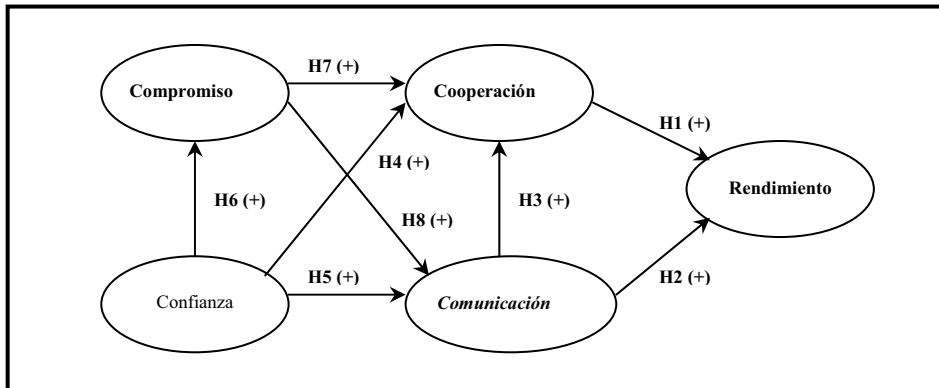 H7 (+)
Compromiso
Cooperación
H1 (+)
H4 (+)
Rendimiento
H6 (+)
H3 (+)
H8 (+)
H5 (+)
H2 (+)
Confianza
Comunicación